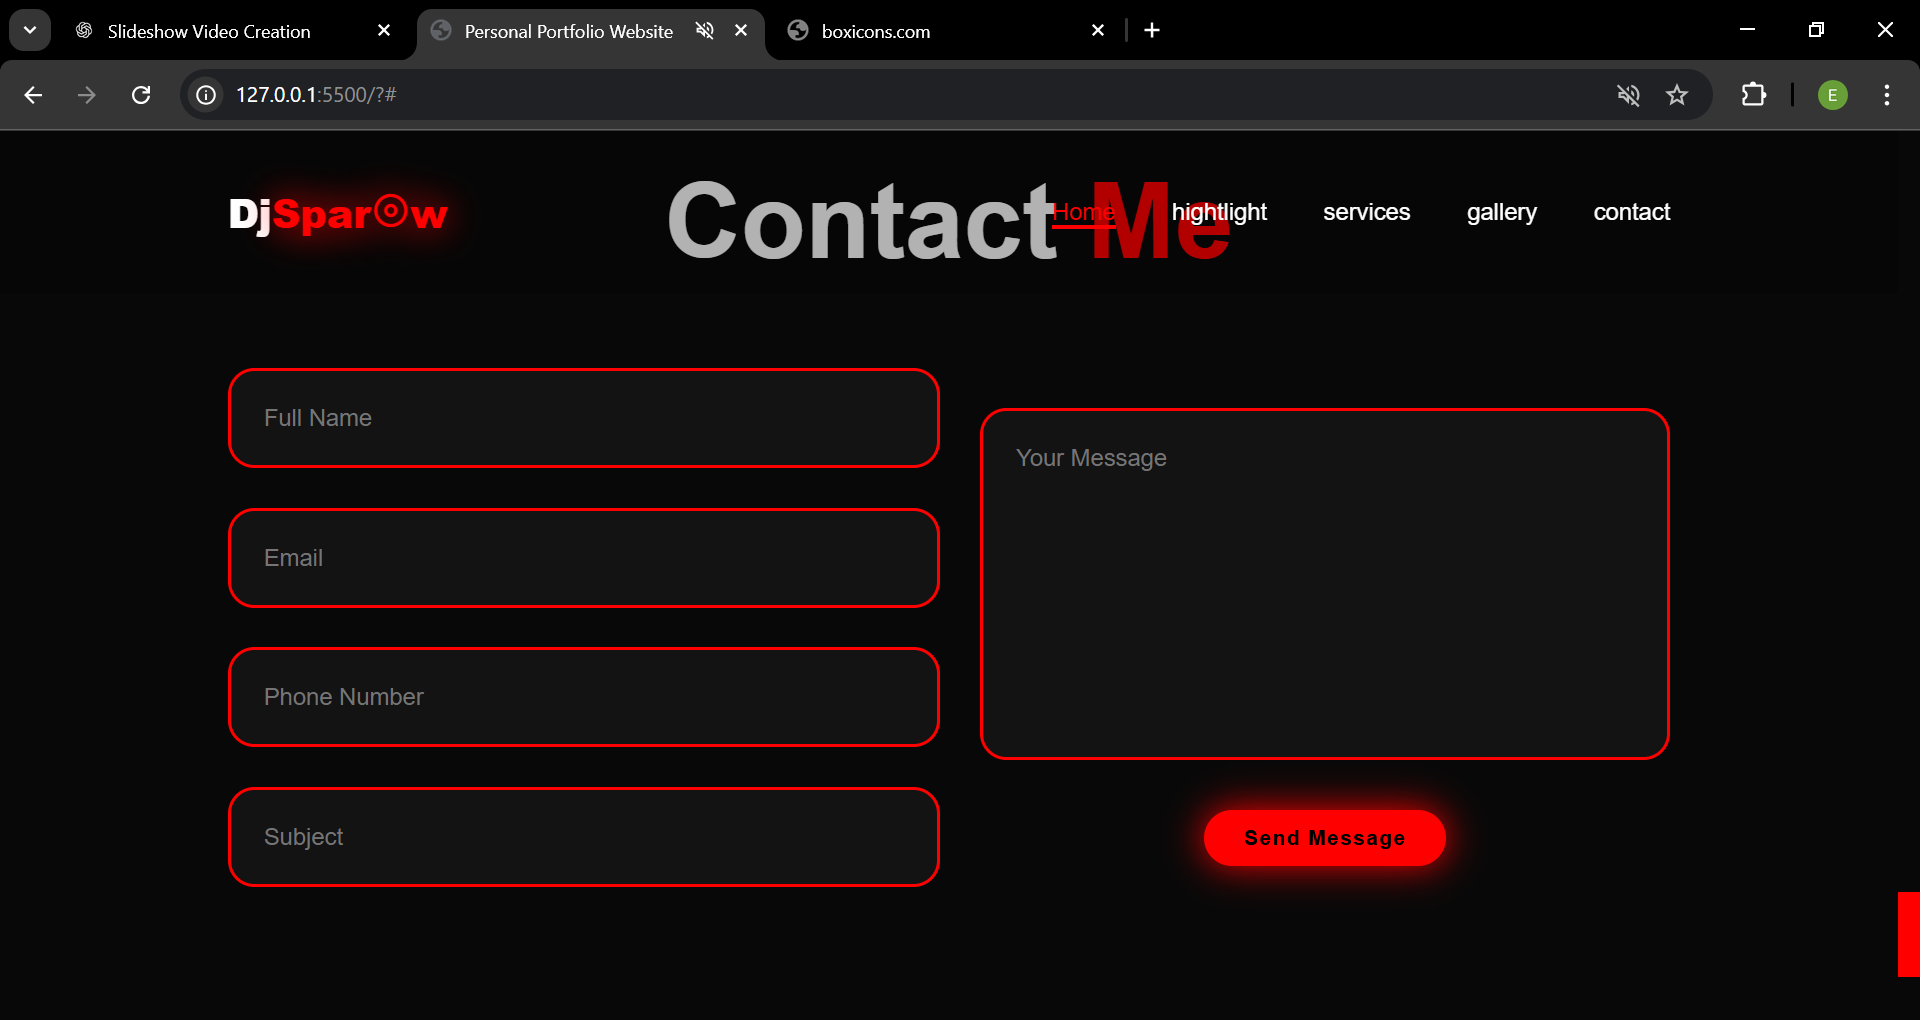 Slideshow Video Creation
Personal Portfolio Website
boxicons.com
127.0.0.1:5500/?#
E
DjSparow
Contact Me
Home hightlight services gallery contact
Full Name
Your Message
Email
Phone Number
Subject
Send Message